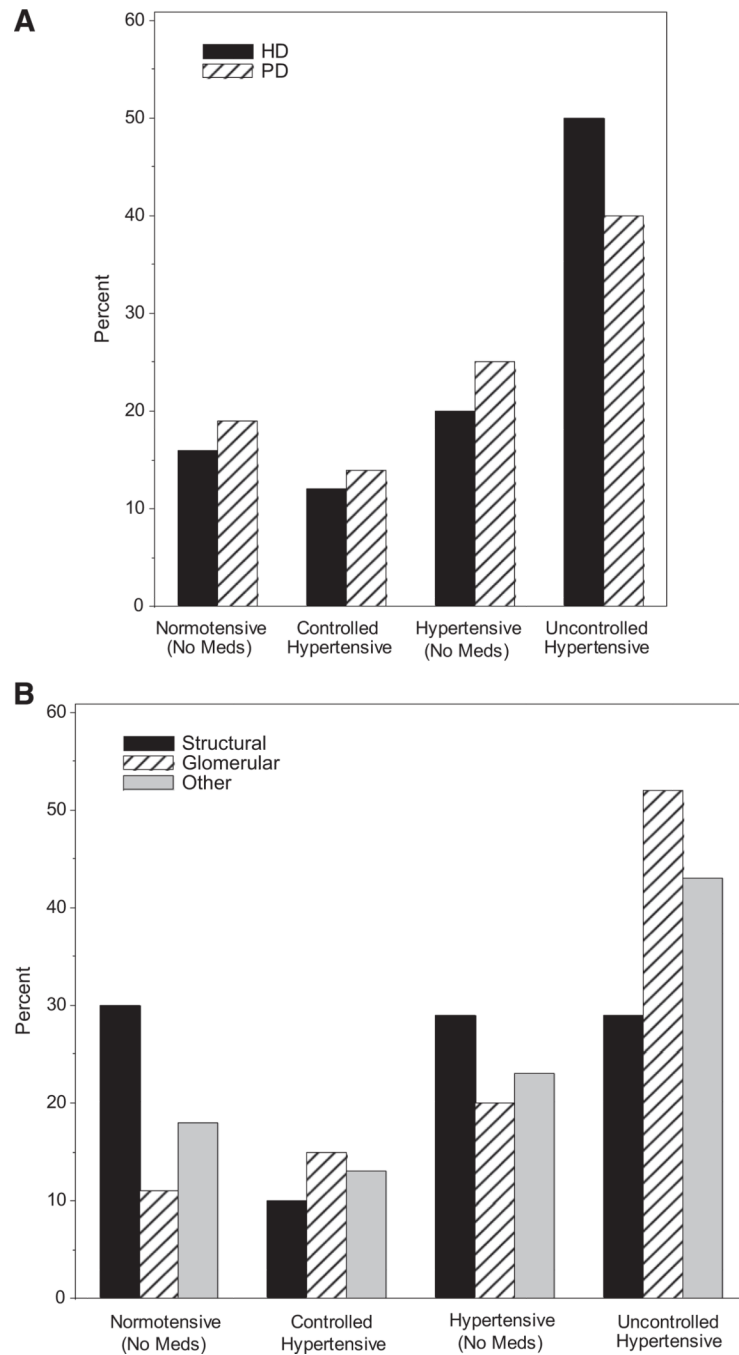 A
HD
PD
60
50
40
30
20
10
0
Percent
Normotensive
(No Meds)
Controlled
Hypertensive
Hypertensive
(No Meds)
Uncontrolled
Hypertensive
B
Structural
Glomerular
Other
60
50
40
30
20
10
0
Percent
Normotensive
(No Meds)
Controlled
Hypertensive
Hypertensive
(No Meds)
Uncontrolled
Hypertensive